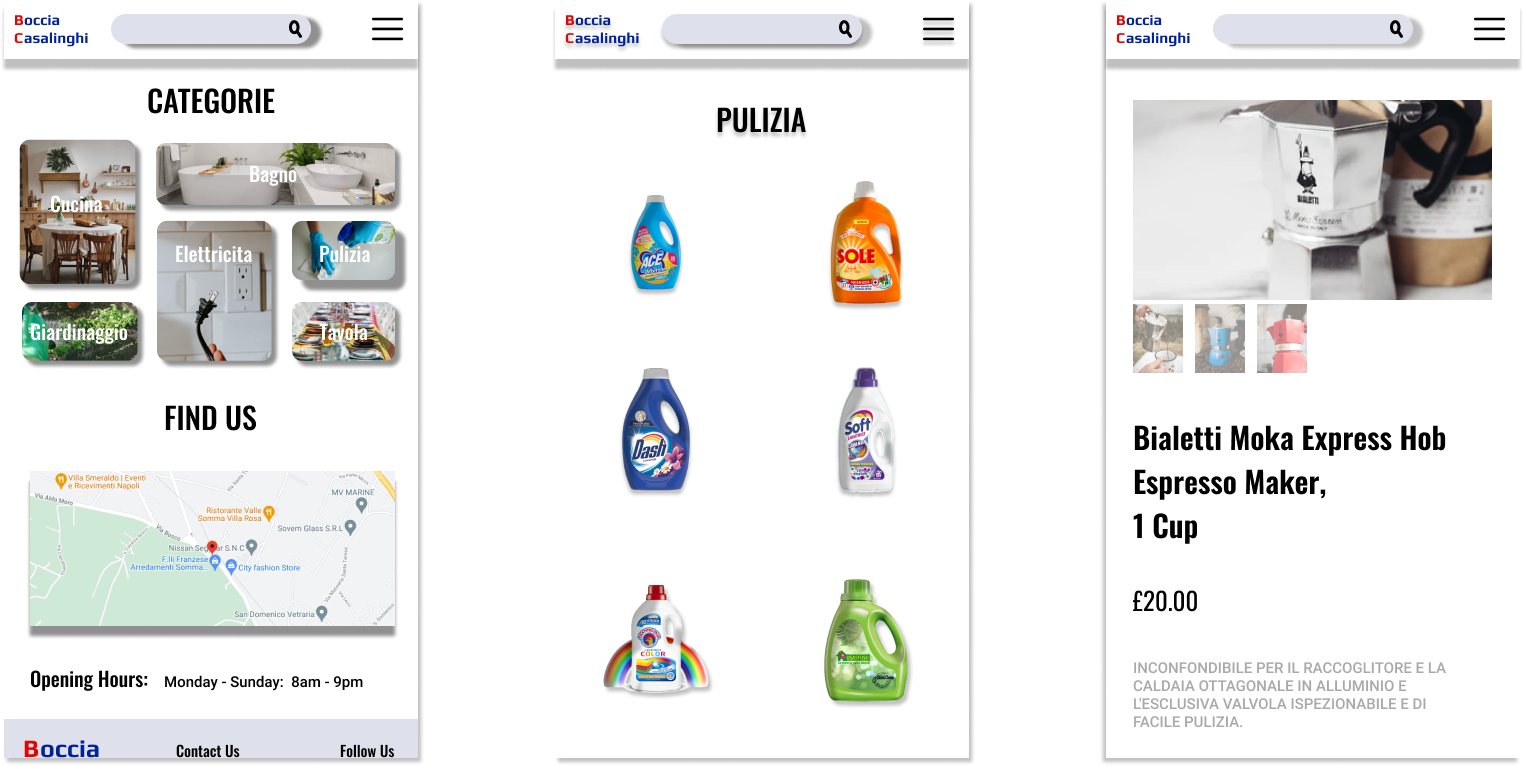 Boccia
Casalinghi
CATEGORIE
Cucina
Bagno
Elettricita
Pulizia
Giardinaggio
Tavola
FIND US
Villa Smeraldo | Eventi
e Ricevimenti Napoli
Via Aldo Moro
MV MARINE
Ristorante Valle
Somma Villa Rosa
Sovem Glass S.R.L
Via Bosco
F.lli Franzese
Arredamenti Somma...
City fashion Store
San Domenico Vetraria
Opening Hours:
Monday - Sunday: 8am - 9pm
Boccia
Contact Us
Follow Us
Boccia
Casalinghi
PULIZIA
ACE
SOLE
Dash
Soft
COLOR
Boccia
Casalinghi
BIALETTI
Moka Express
Bialetti Moka Express Hob
Espresso Maker,
1 Cup
£20.00
INCONFONDIBILE PER IL RACCOGLITORE E LA
CALDAIA OTTAGONALE IN ALLUMINIO E
L'ESCLUSIVA VALVOLA ISPEZIONABILE E DI
FACILE PULIZIA.